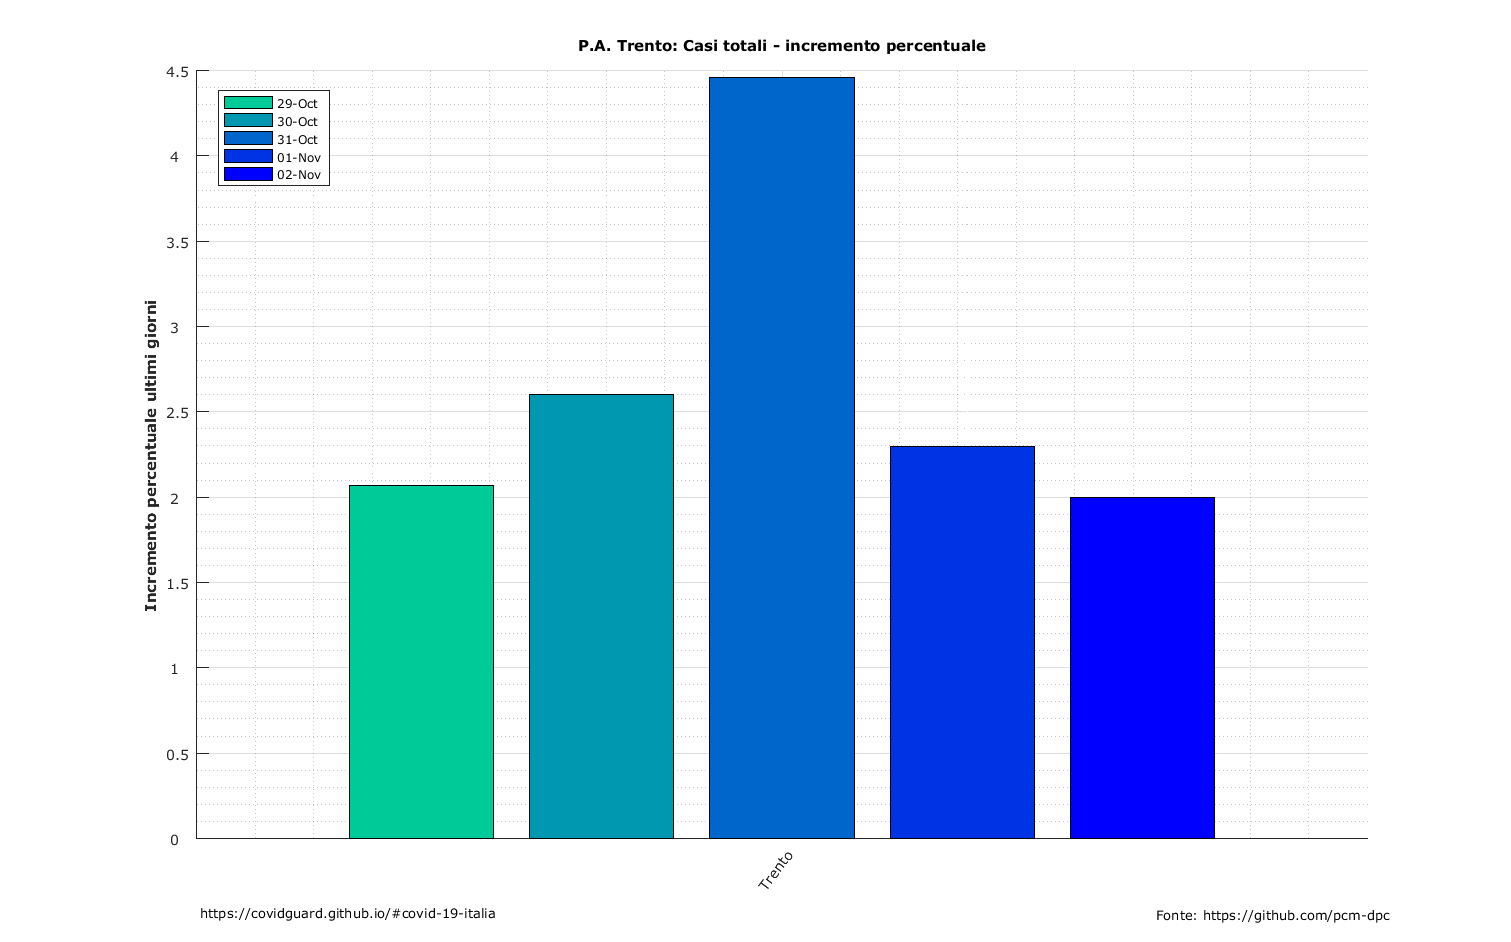 P.A. Trento: Casi totali - incremento percentuale
4.5
4
3.5
3
2.5
2
1.5
1
0.5
0
29-Oct
30-Oct
31-Oct
01-Nov
02-Nov
Incremento percentuale ultimi giorni
Trento
https://covidguard.github.io/#covid-19-italia
Fonte: https://github.com/pcm-dpc